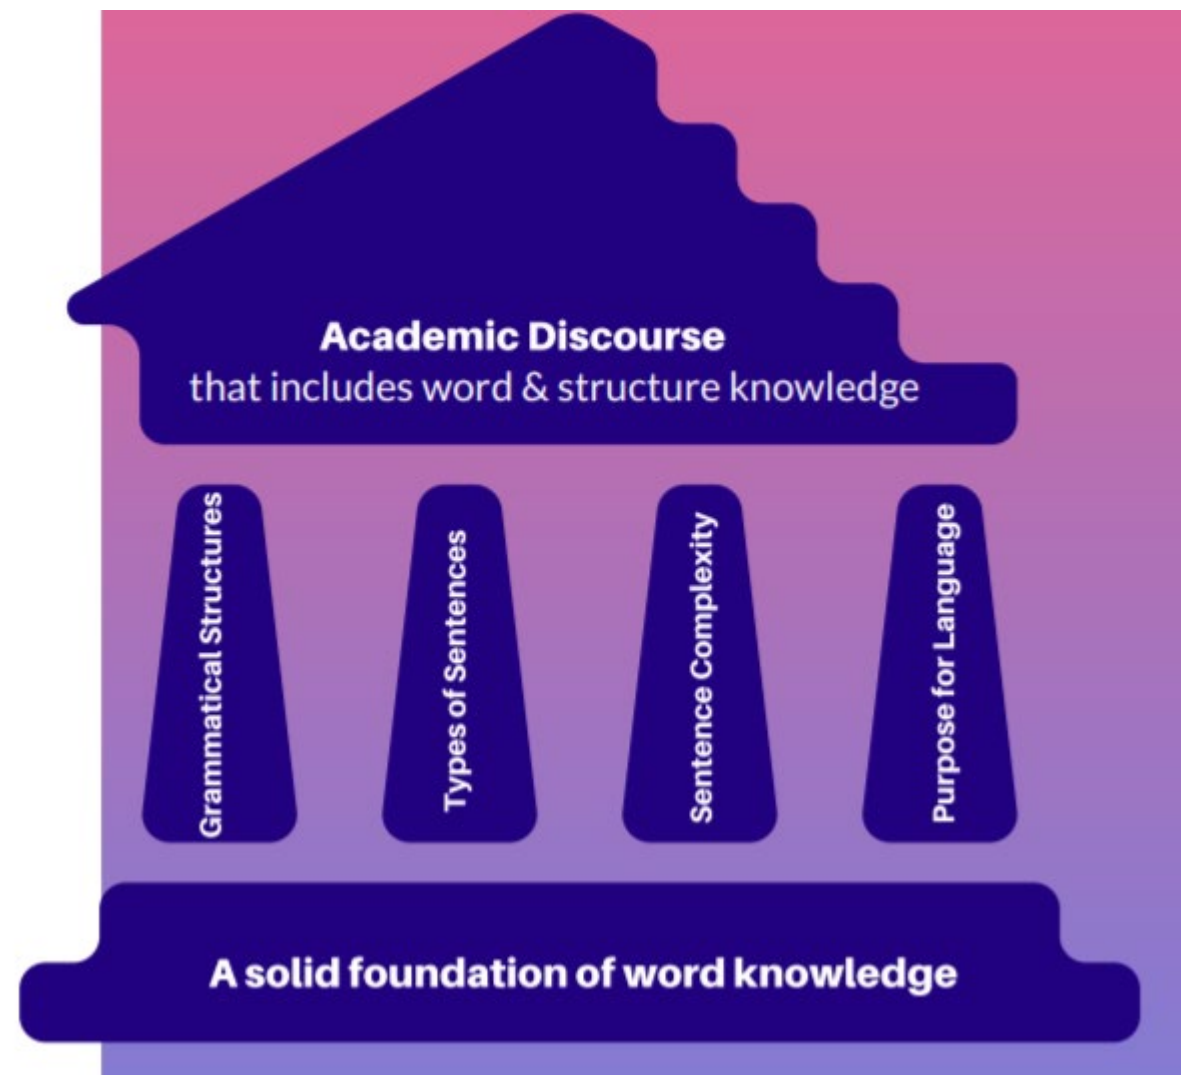 Academic Discourse
that includes word & structure knowledge
Grammatical Structures
Types of Sentences
Sentence Complexity
Purpose for Language
A solid foundation of word knowledge